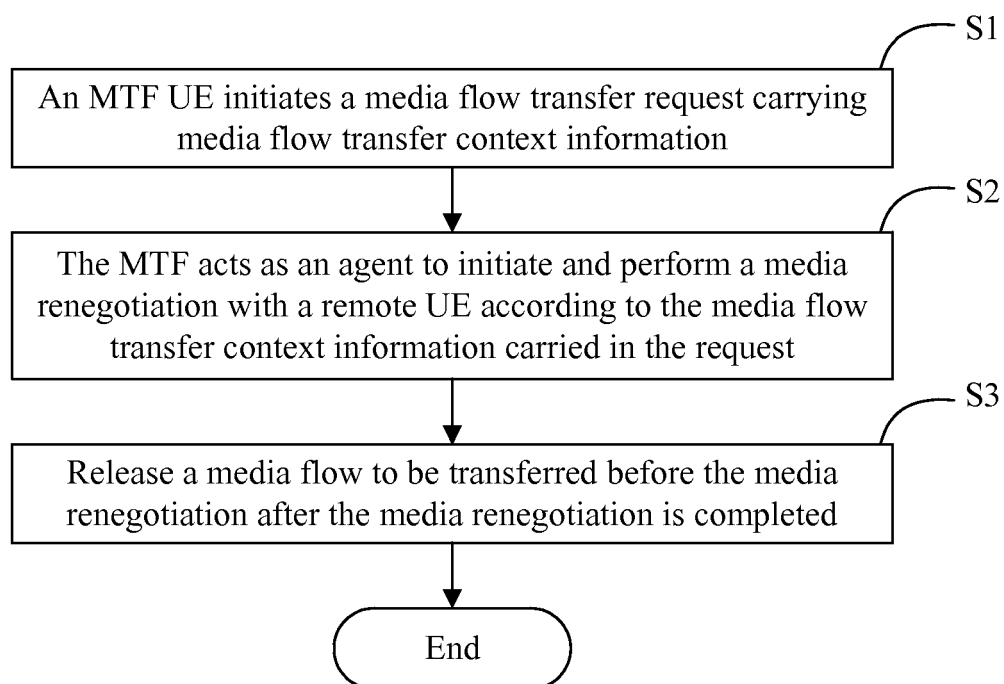 S1
An MTF UE initiates a media flow transfer request carrying
media flow transfer context information
S2
The MTF acts as an agent to initiate and perform a media
renegotiation with a remote UE according to the media flow
transfer context information carried in the request
S3
Release a media flow to be transferred before the media
renegotiation after the media renegotiation is completed
End